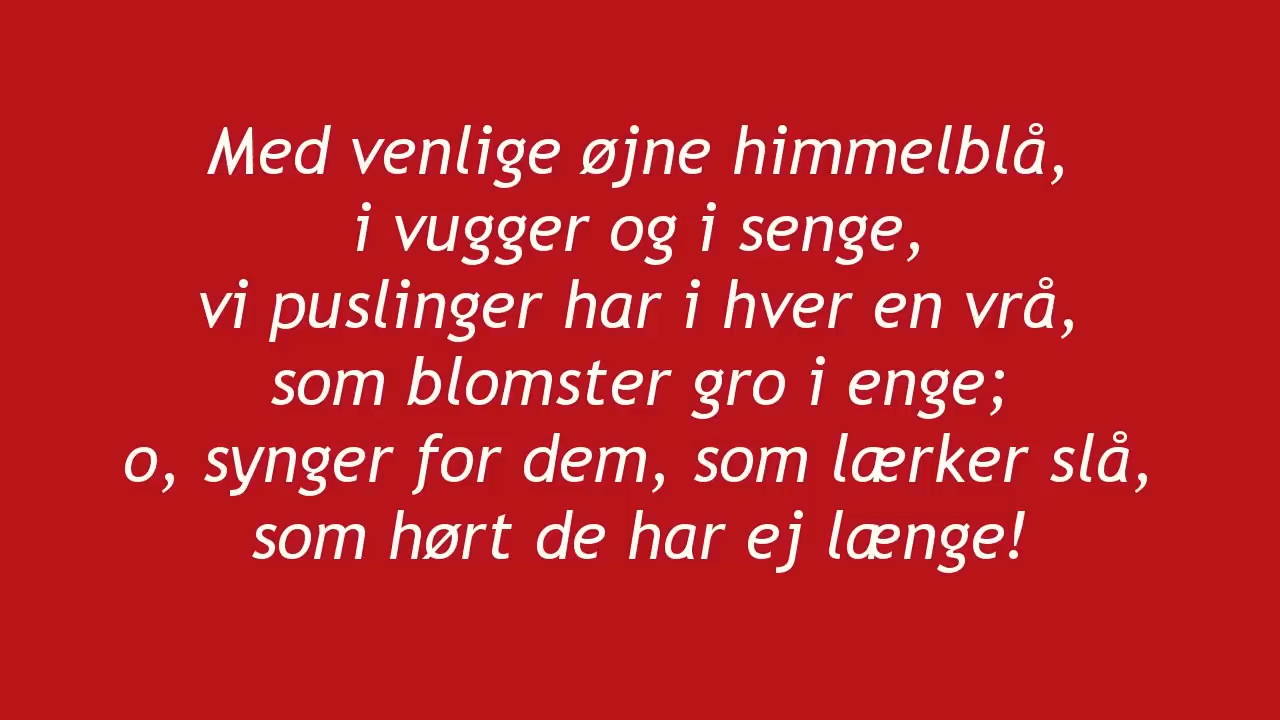 Med venlige øjne himmelblå,
i vugger og i senge,
vi puslinger har i hver en vrå,
som blomster gro i enge;
o, synger for dem, som lærker slå,
som hørt de har ej længe!